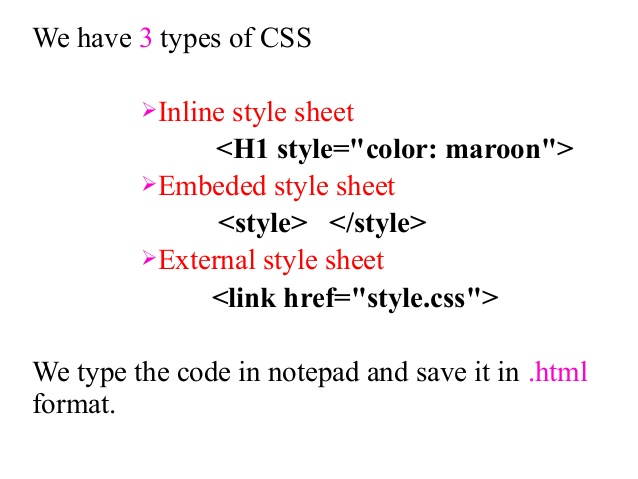 We have 3 types of CSS
➢Inline style sheet
<H1 style="color: maroon">
➢Embeded style sheet
<style>   </style>
➢External style sheet
<link href="style.css">
We type the code in notepad and save it in .html
format.